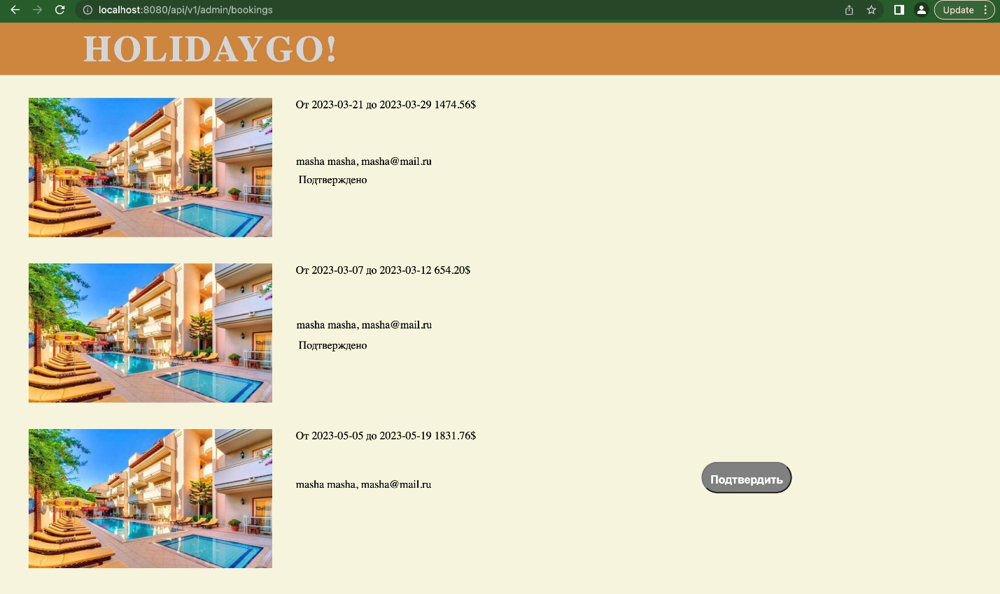 localhost:8080/api/v1/admin/bookings
Update
HOLIDAYGO!
От 2023-03-21 до 2023-03-29 1474.56$
masha masha, masha@mail.ru
Подтверждено
От 2023-03-07 до 2023-03-12 654.20$
masha masha, masha@mail.ru
Подтверждено
От 2023-05-05 до 2023-05-19 1831.76$
masha masha, masha@mail.ru
Подтвердить